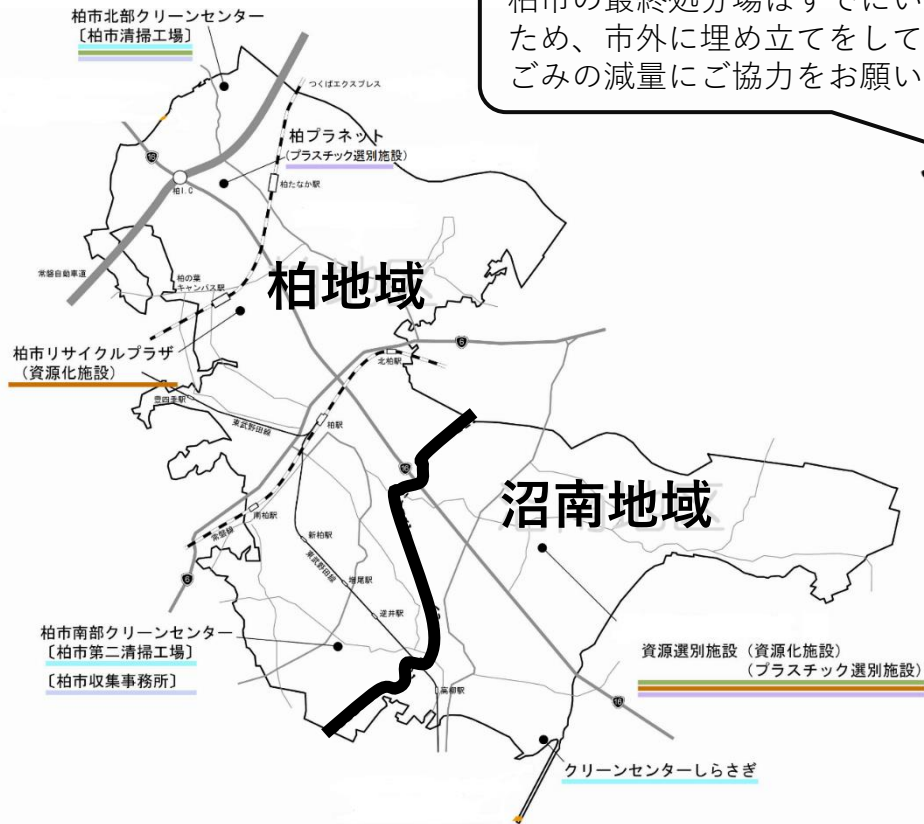 柏市の最終処分場はすでにい
ため、市外に埋め立てをして
ごみの減量にご協力をお願い
柏市北部クリーンセンター
〔柏市清掃工場〕
つくばエクスプレス
柏プラネット
(プラスチック選別施設)
16
柏I.C
柏たなか駅
常磐自動車道
柏の葉
キャンパス駅
柏地域
柏市リサイクルプラザ
(資源化施設)
6
北柏駅
豊四季駅
東武野田線
柏駅
16
沼南地域
南柏駅
常磐線
新柏駅
東武野田線
増尾駅
6
逆井駅
柏市南部クリーンセンター
〔柏市第二清掃工場〕
〔柏市収集事務所〕
高柳駅
資源選別施設(資源化施設)
(プラスチック選別施設)
16
クリーンセンターしらさぎ